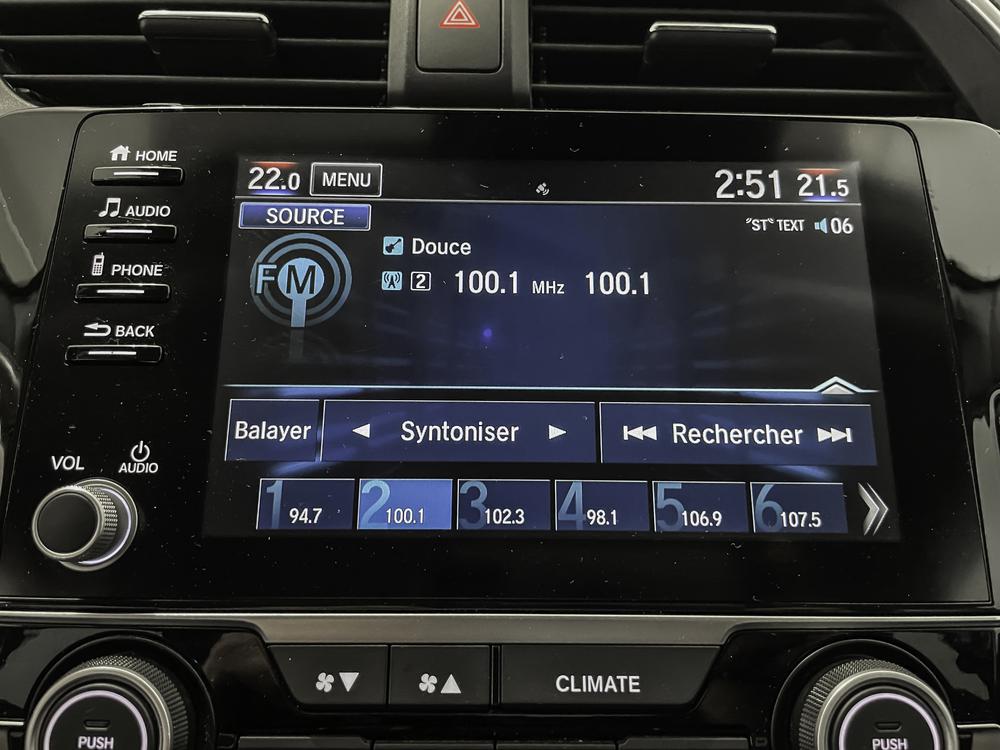 HOME
AUDIO
PHONE
BACK
VOL
AUDIO
22.0 MENU 2:51 21.5
SOURCE "ST" TEXT 06
FM
Douce
2 100.1 MHz 100.1
Balayer Syntoniser Rechercher
1 94.7 2 100.1 3 102.3 4 98.1 5 106.9 6 107.5
CLIMATE
PUSH PUSH